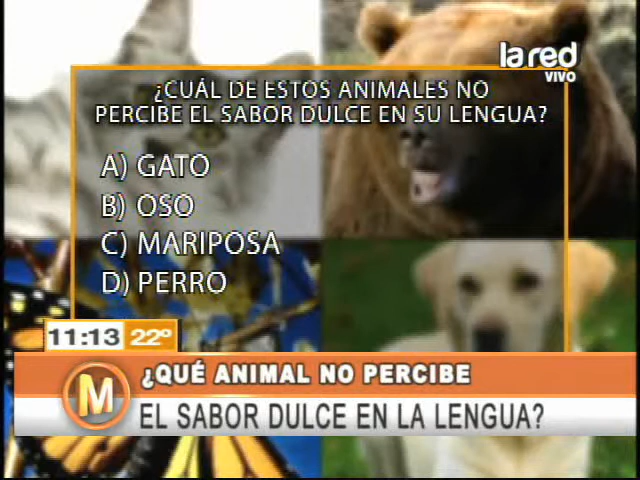 la red
VIVO
¿CUÁL DE ESTOS ANIMALES NO
PERCIBE EL SABOR DULCE EN SU LENGUA?
A) GATO
B) OSO
C) MARIPOSA
D) PERRO
11:13 22º
M
¿QUÉ ANIMAL NO PERCIBE
EL SABOR DULCE EN LA LENGUA?